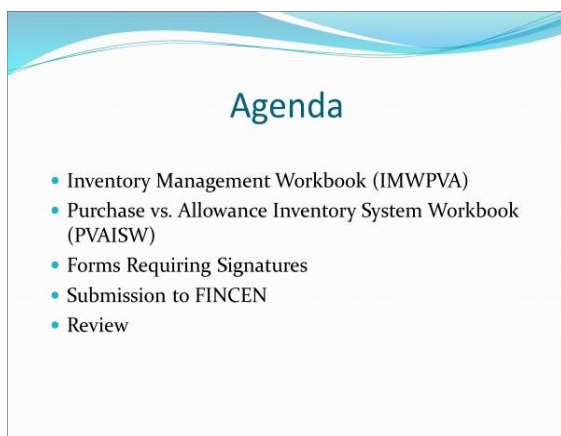 Agenda
• Inventory Management Workbook (IMWPVA)
• Purchase vs. Allowance Inventory System Workbook
(PVAISW)
• Forms Requiring Signatures
• Submission to FINCEN
• Review